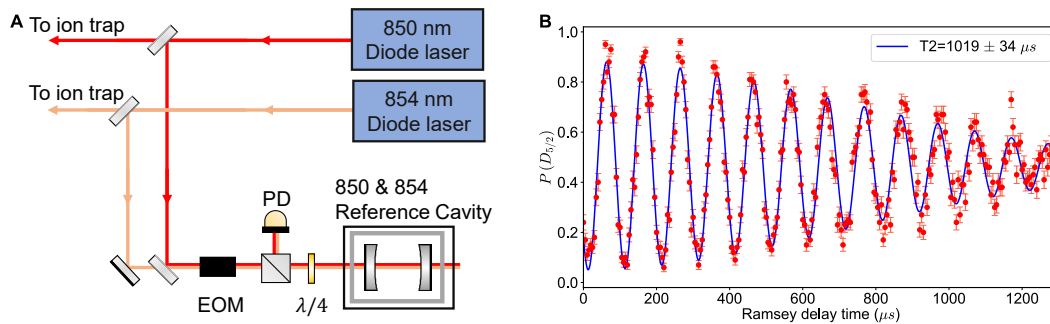 A
To ion trap
850 nm
Diode laser
To ion trap
854 nm
Diode laser
PD
850 & 854
Reference Cavity
EOM
λ/4
B
T2=1019 ± 34 μs
P(D5/2)
1.0
0.8
0.6
0.4
0.2
0.0
0 200 400 600 800 1000 1200
Ramsey delay time (μs)